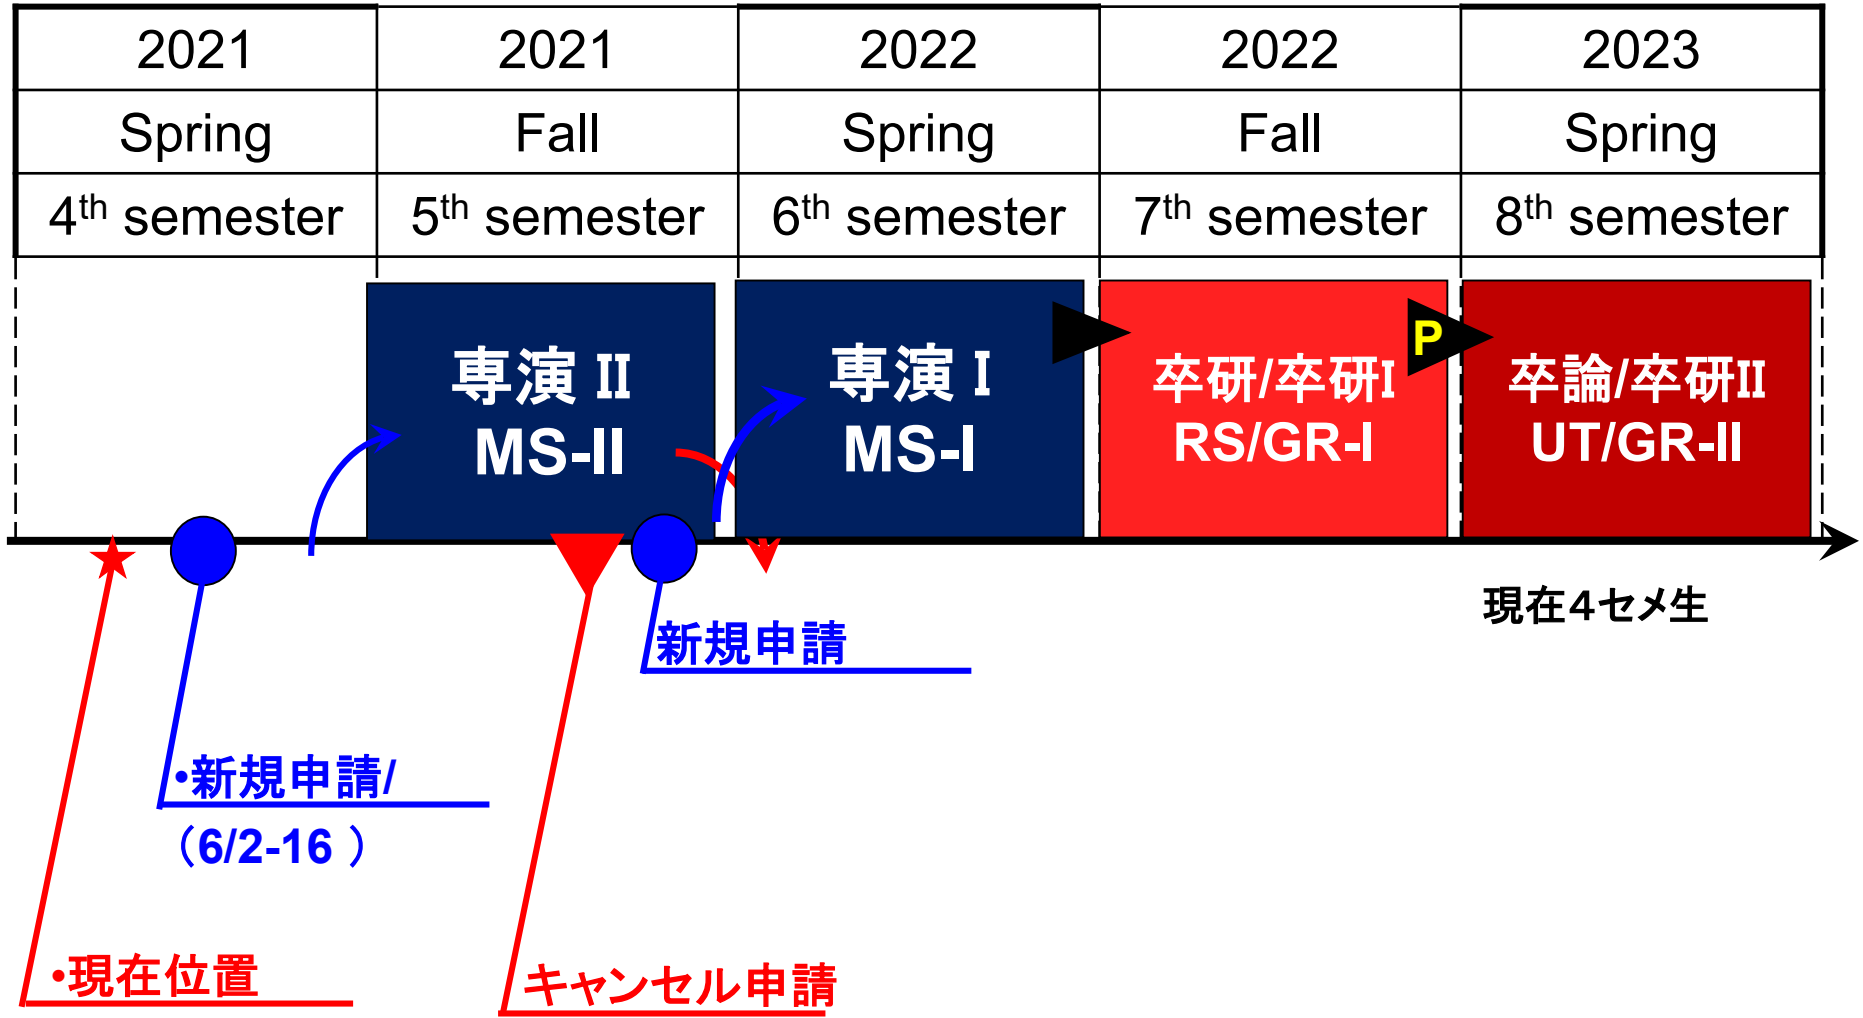 2021 2021 2022 2022 2023
Spring Fall Spring Fall Spring
4th semester 5th semester 6th semester 7th semester 8th semester
専演 II
MS-II
専演 I
MS-I
卒研/卒研I
RS/GR-I
P
卒論/卒研II
UT/GR-II
現在4セメ生
新規申請
•新規申請/
（6/2-16 ）
•現在位置
キャンセル申請